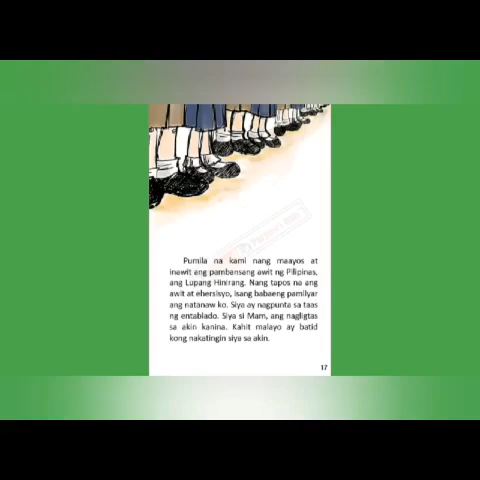 Pumila na kami nang maayos at
inawit ang pambansang awit ng Pilipinas,
ang Lupang Hinirang. Nang tapos na ang
awit at ehersisyo, isang babaeng pamilyar
ang natanaw ko. Siya ay nagpunta sa taas
ng entablado. Siya si Mam, ang nagligtas
sa akin kanina. Kahit malayo ay batid
kong nakatingin siya sa akin.
17